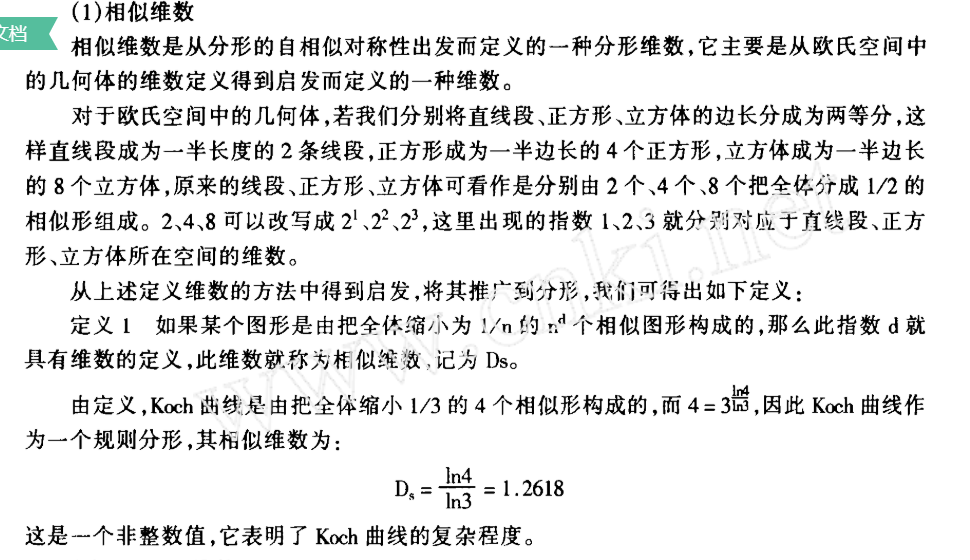 (1)相似维数
文档
相似维数是从分形的自相似对称性出发而定义的一种分形维数,它主要是从欧氏空间中
的几何体的维数定义得到启发而定义的一种维数。
对于欧氏空间中的几何体,若我们分别将直线段、正方形、立方体的边长分成为两等分,这
样直线段成为一半长度的2条线段,正方形成为一半边长的4个正方形,立方体成为一半边长
的8个立方体,原来的线段、正方形、立方体可看作是分别由2个、4个、8个把全体分成1/2的
相似形组成。2、4、8可以改写成2¹、2²、2³,这里出现的指数1、2、3就分别对应于直线段、正方
形、立方体所在空间的维数。
从上述定义维数的方法中得到启发,将其推广到分形,我们可得出如下定义:
定义1 如果某个图形是由把全体缩小为1/n的n^d个相似图形构成的,那么此指数d就
具有维数的定义,此维数就称为相似维数,记为Ds。
由定义,Koch曲线是由把全体缩小1/3的4个相似形构成的,而4=3^(ln4/ln3),因此Koch曲线作
为一个规则分形,其相似维数为:
Ds = ln4/ln3 = 1.2618
这是一个非整数值,它表明了Koch曲线的复杂程度。
www.cnki.net